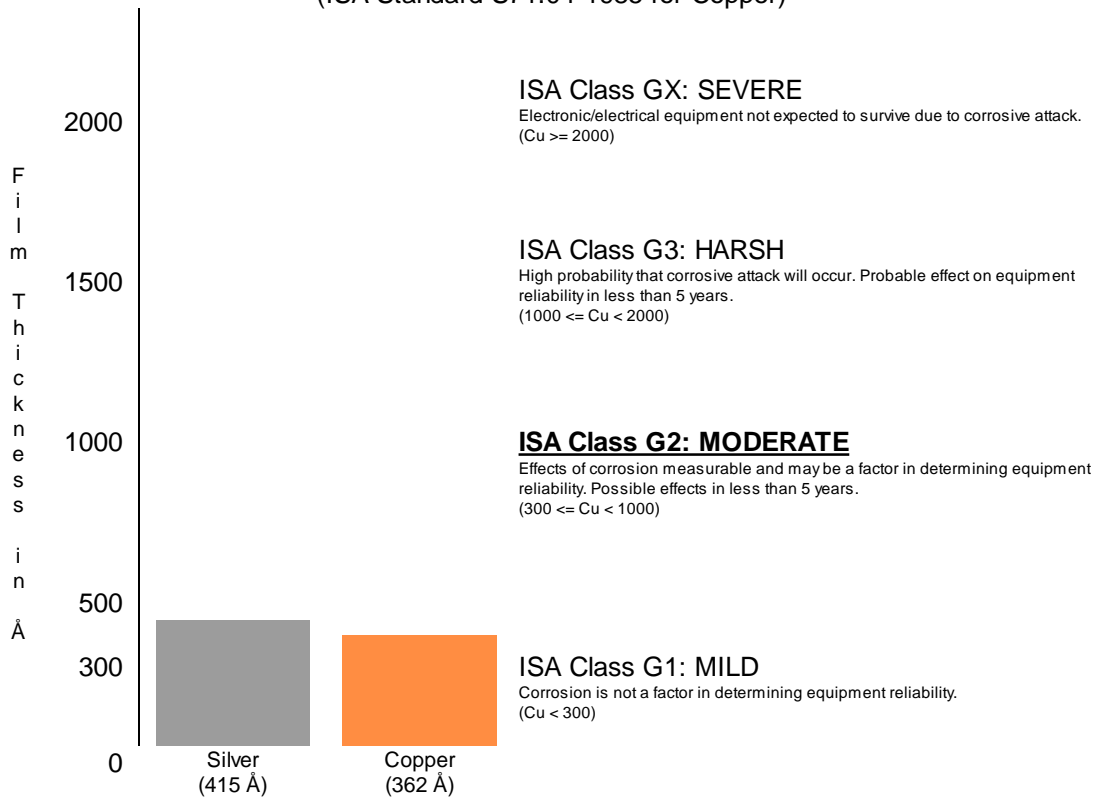 2000
1500
1000
500
300
0
Film Thickness in Å
ISA Class GX: SEVERE
Electronic/electrical equipment not expected to survive due to corrosive attack.
(Cu >= 2000)
ISA Class G3: HARSH
High probability that corrosive attack will occur. Probable effect on equipment
reliability in less than 5 years.
(1000 <= Cu < 2000)
ISA Class G2: MODERATE
Effects of corrosion measurable and may be a factor in determining equipment
reliability. Possible effects in less than 5 years.
(300 <= Cu < 1000)
ISA Class G1: MILD
Corrosion is not a factor in determining equipment reliability.
(Cu < 300)
Silver
(415 Å)
Copper
(362 Å)